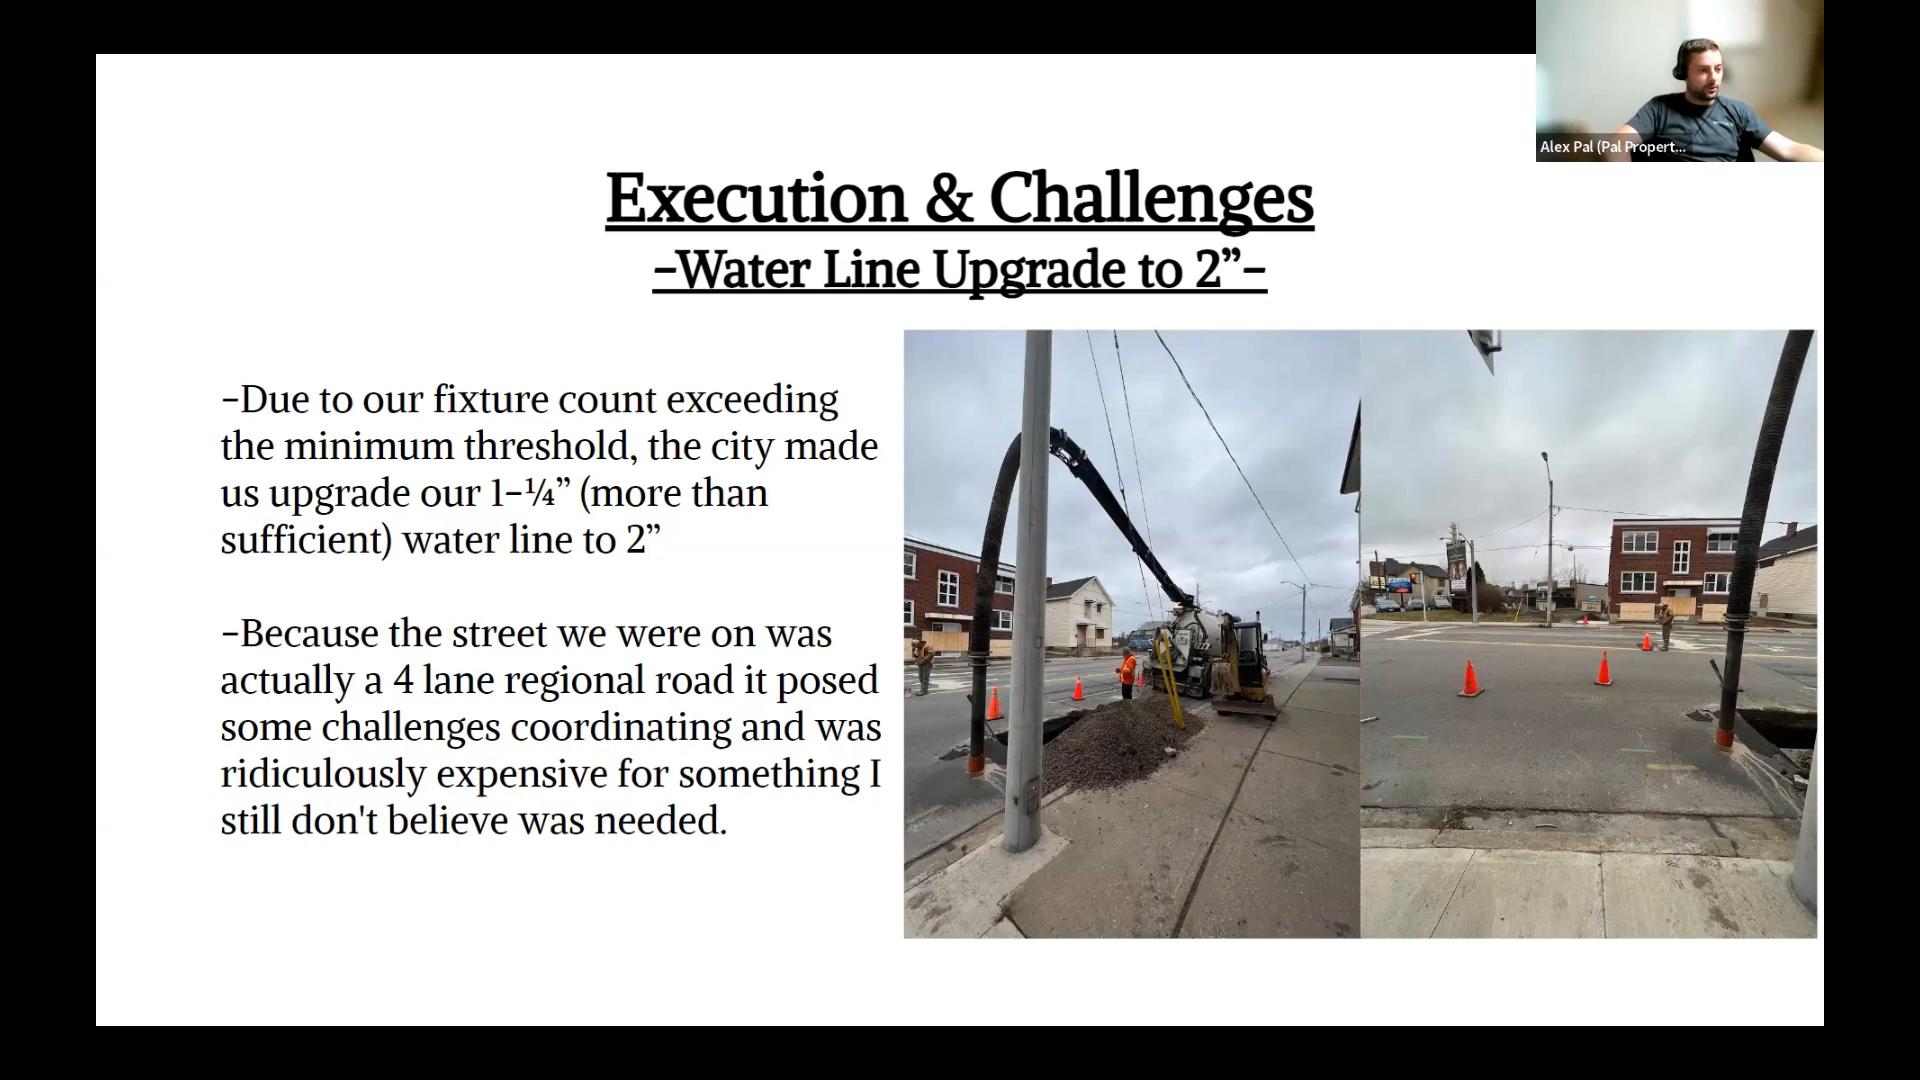 Alex Pal (Pal Propert...
Execution & Challenges
-Water Line Upgrade to 2”-
-Due to our fixture count exceeding
the minimum threshold, the city made
us upgrade our 1-¼” (more than
sufficient) water line to 2”
-Because the street we were on was
actually a 4 lane regional road it posed
some challenges coordinating and was
ridiculously expensive for something I
still don't believe was needed.